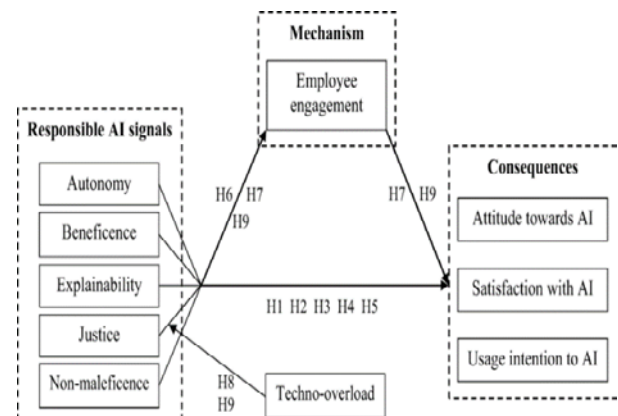 Mechanism
Employee
engagement
Responsible AI signals
Autonomy
Beneficence
Explainability
Justice
Non-maleficence
H6 H7
H9
H7 H9
H1 H2 H3 H4 H5
H8
H9
Techno-overload
Consequences
Attitude towards AI
Satisfaction with AI
Usage intention to AI